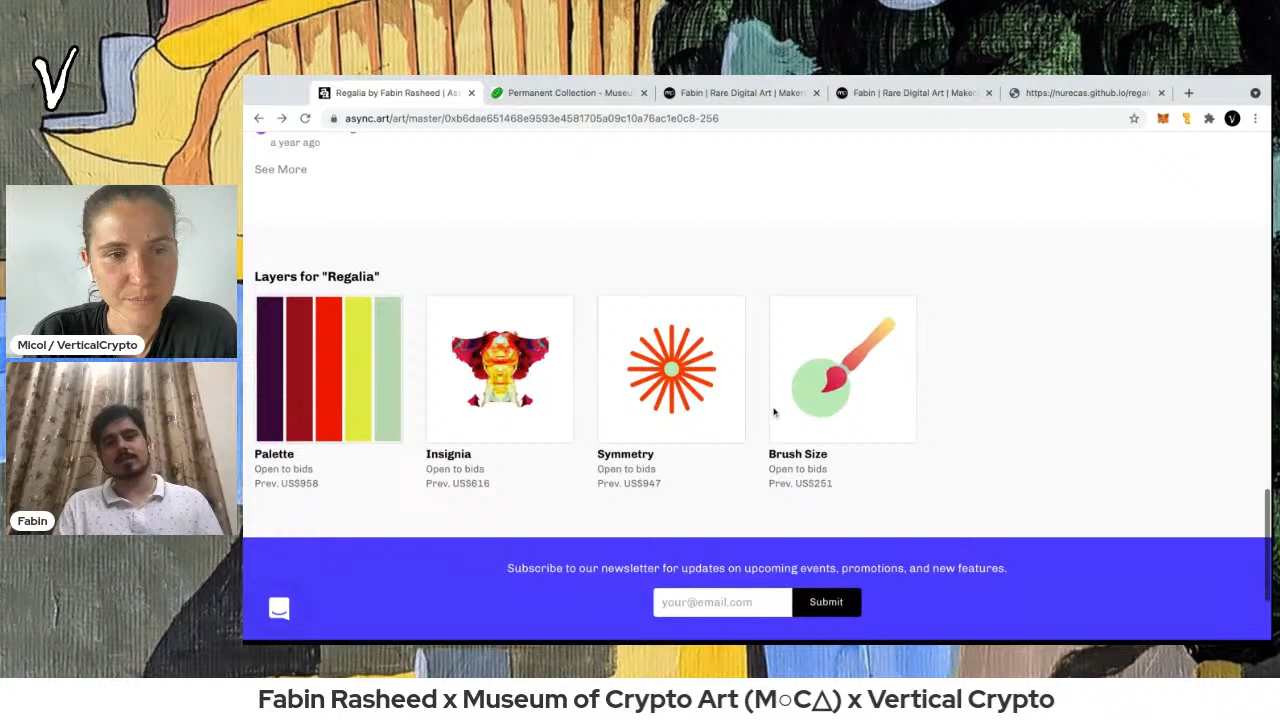 V
Regalia by Fabin Rasheed | As
Permanent Collection - Museu
Fabin | Rare Digital Art | Maker
Fabin | Rare Digital Art | Maker
https://nurecas.github.io/rega
async.art/art/master/0xb6dae651468e9593e4581705a09c10a76ac1e0c8-256
V
a year ago
See More
Layers for "Regalia"
Palette
Open to bids
Prev. US$958
Insignia
Open to bids
Prev. US$616
Symmetry
Open to bids
Prev. US$947
Brush Size
Open to bids
Prev. US$251
Subscribe to our newsletter for updates on upcoming events, promotions, and new features.
your@email.com
Submit
Micol / VerticalCrypto
Fabin
Fabin Rasheed x Museum of Crypto Art (M○C△) x Vertical Crypto